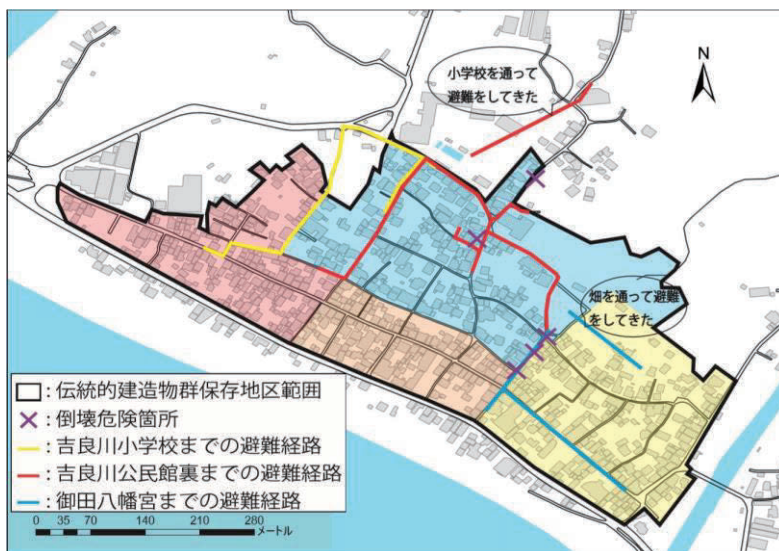 小学校を通って
避難をしてきた
N
畑を通って避難
をしてきた
：伝統的建造物群保存地区範囲
：倒壊危険箇所
：吉良川小学校までの避難経路
：吉良川公民館裏までの避難経路
：御田八幡宮までの避難経路
0 35 70 140 210 280
メートル